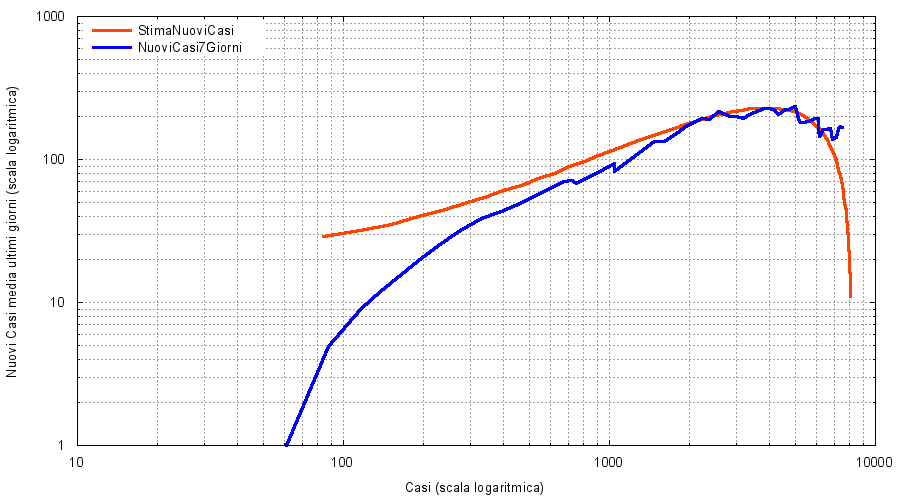 1000
StimaNuoviCasi
NuoviCasi7Giorni
100
10
1
Nuovi Casi media ultimi giorni (scala logaritmica)
10 100 1000 10000
Casi (scala logaritmica)